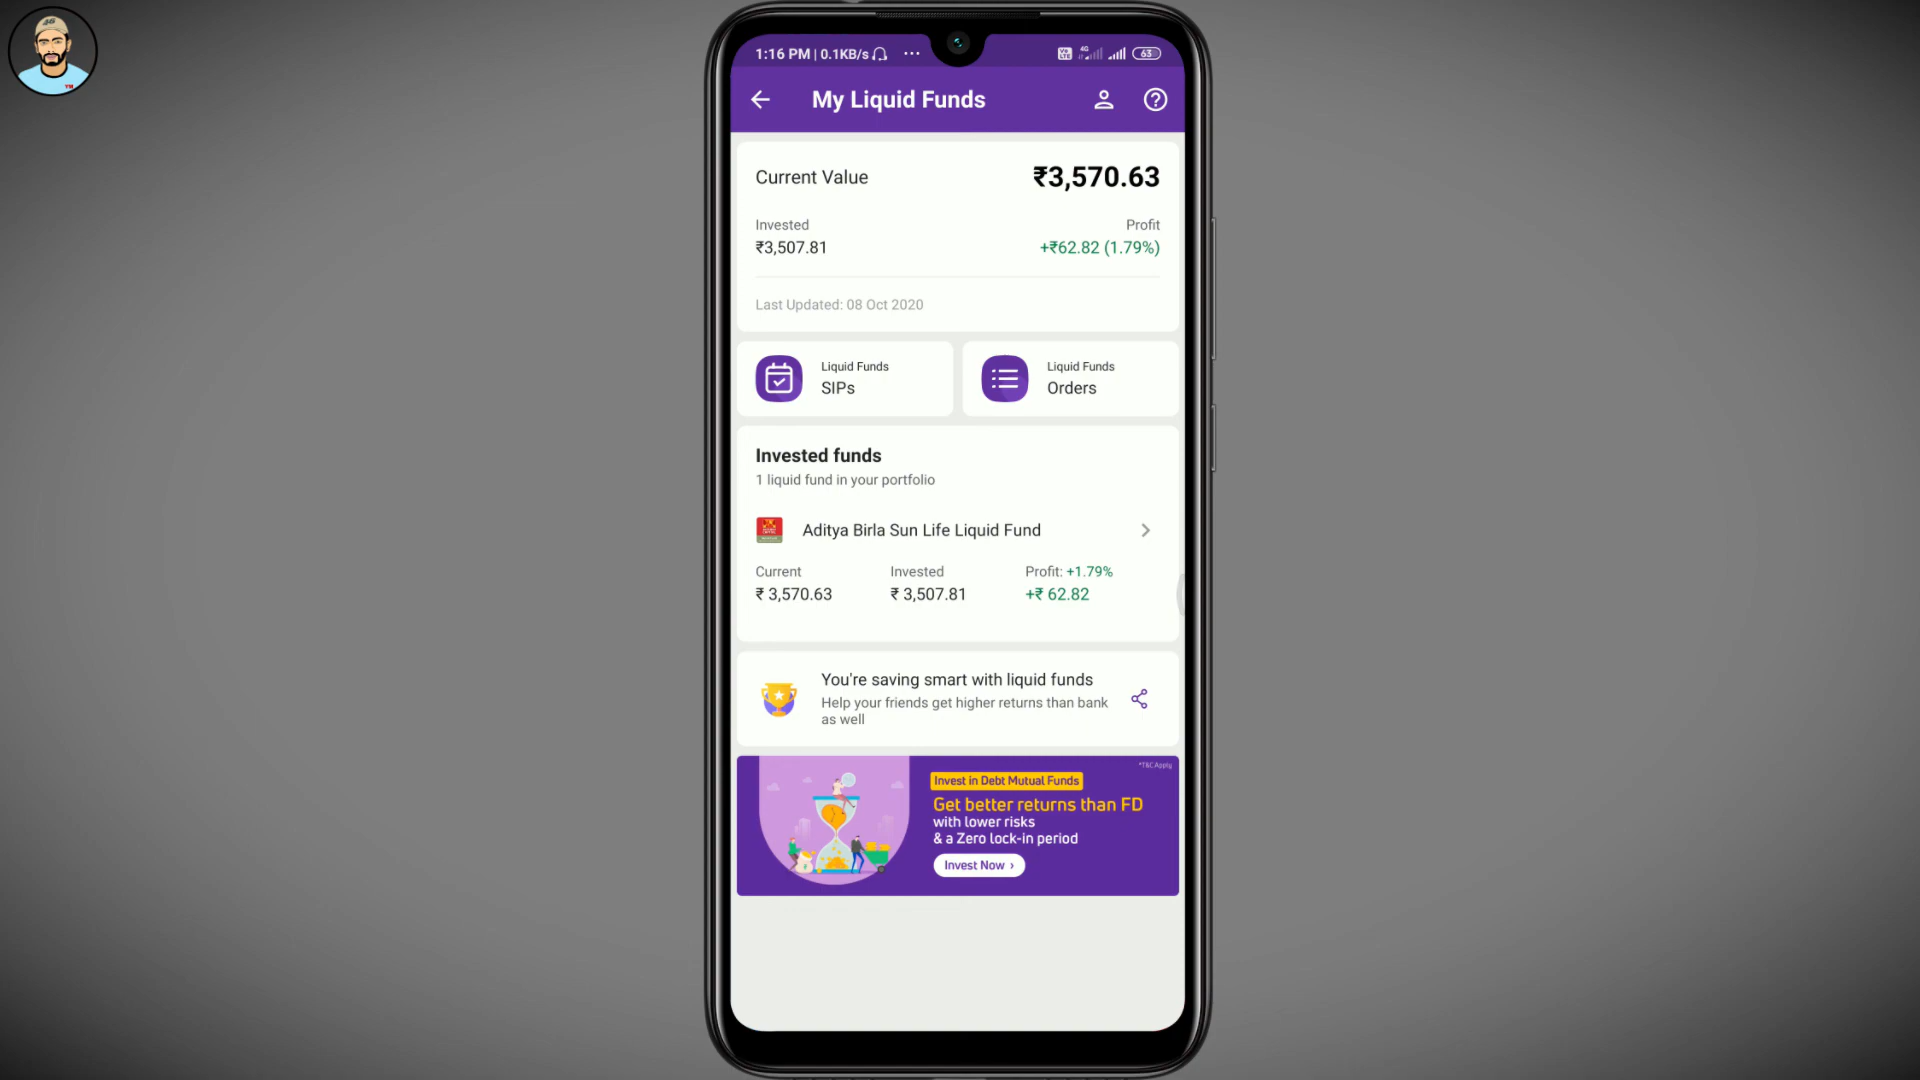 1:16 PM | 0.1KB/s ...
4G
63
My Liquid Funds
Current Value
₹3,570.63
Invested
Profit
₹3,507.81
+₹62.82 (1.79%)
Last Updated: 08 Oct 2020
Liquid Funds
SIPs
Liquid Funds
Orders
Invested funds
1 liquid fund in your portfolio
Aditya Birla Sun Life Liquid Fund
Current
Invested
Profit: +1.79%
₹ 3,570.63
₹ 3,507.81
+₹ 62.82
You're saving smart with liquid funds
Help your friends get higher returns than bank
as well
*T&C Apply
Invest in Debt Mutual Funds
Get better returns than FD
with lower risks
& a Zero lock-in period
Invest Now ›